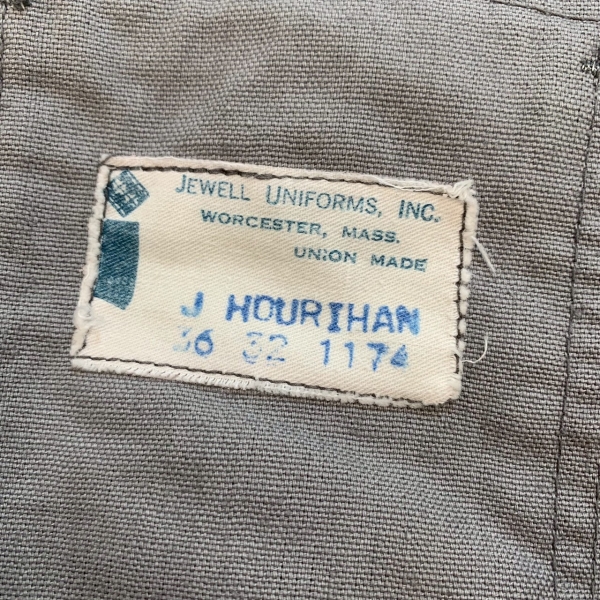 JEWELL UNIFORMS, INC.
WORCESTER, MASS.
UNION MADE
J HOURIHAN
36 32 1174